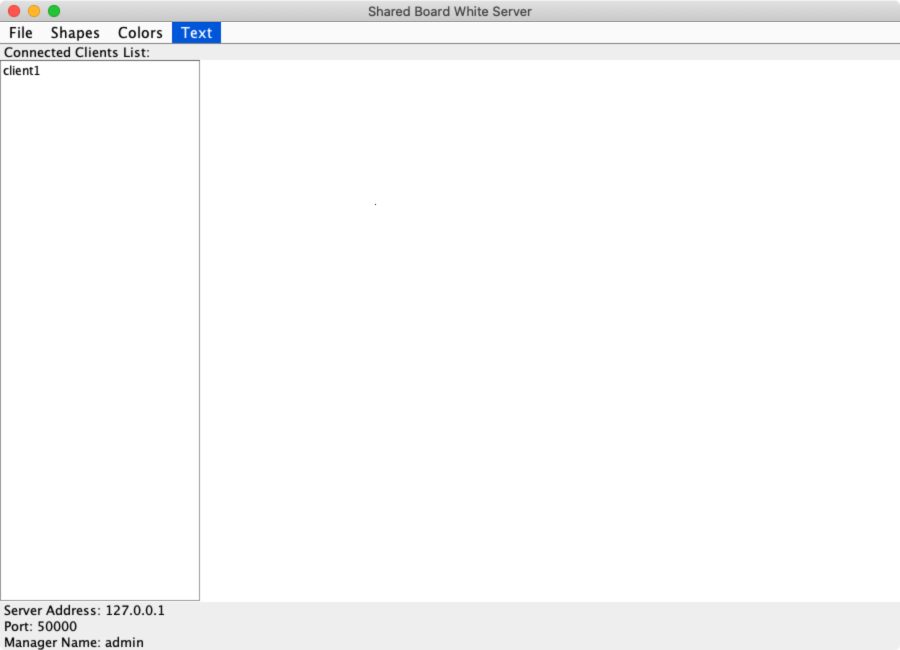 Shared Board White Server
File Shapes Colors Text
Connected Clients List:
client1
Server Address: 127.0.0.1
Port: 50000
Manager Name: admin